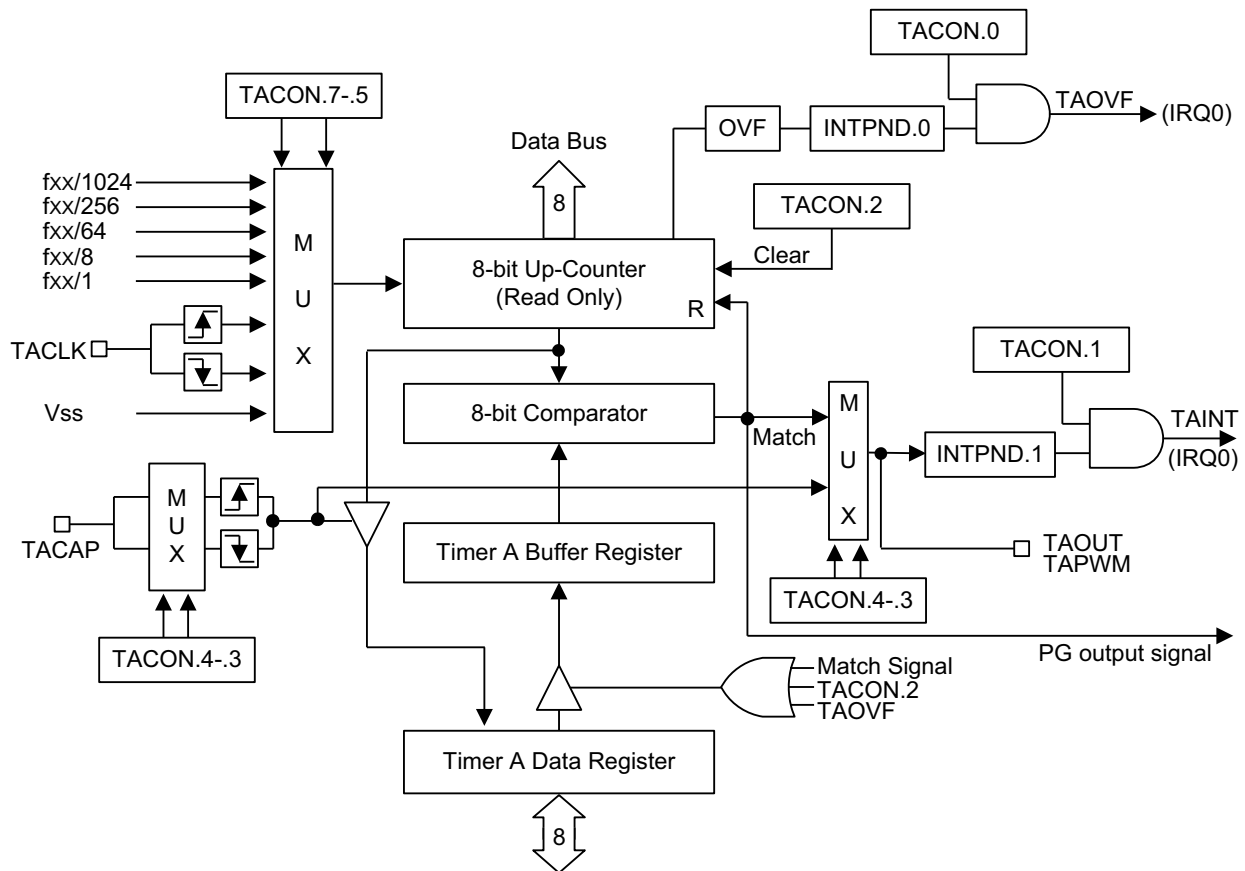 TACON.0
TACON.7-.5
TAOVF
(IRQ0)
OVF
INTPND.0
Data Bus
8
TACON.2
Clear
fxx/1024
fxx/256
fxx/64
fxx/8
fxx/1
TACLK
Vss
M
U
X
8-bit Up-Counter
(Read Only)
R
TACON.1
8-bit Comparator
Match
M
U
X
INTPND.1
TAINT
(IRQ0)
TACAP
M
U
X
TACON.4-.3
Timer A Buffer Register
TACON.4-.3
TAOUT
TAPWM
PG output signal
Match Signal
TACON.2
TAOVF
Timer A Data Register
8